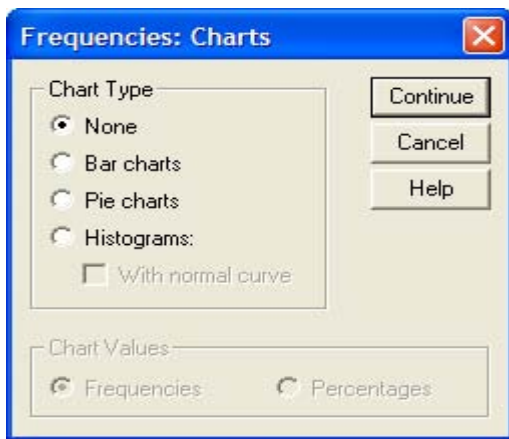 Frequencies: Charts
Chart Type
None
Bar charts
Pie charts
Histograms:
With normal curve
Continue
Cancel
Help
Chart Values
Frequencies
Percentages